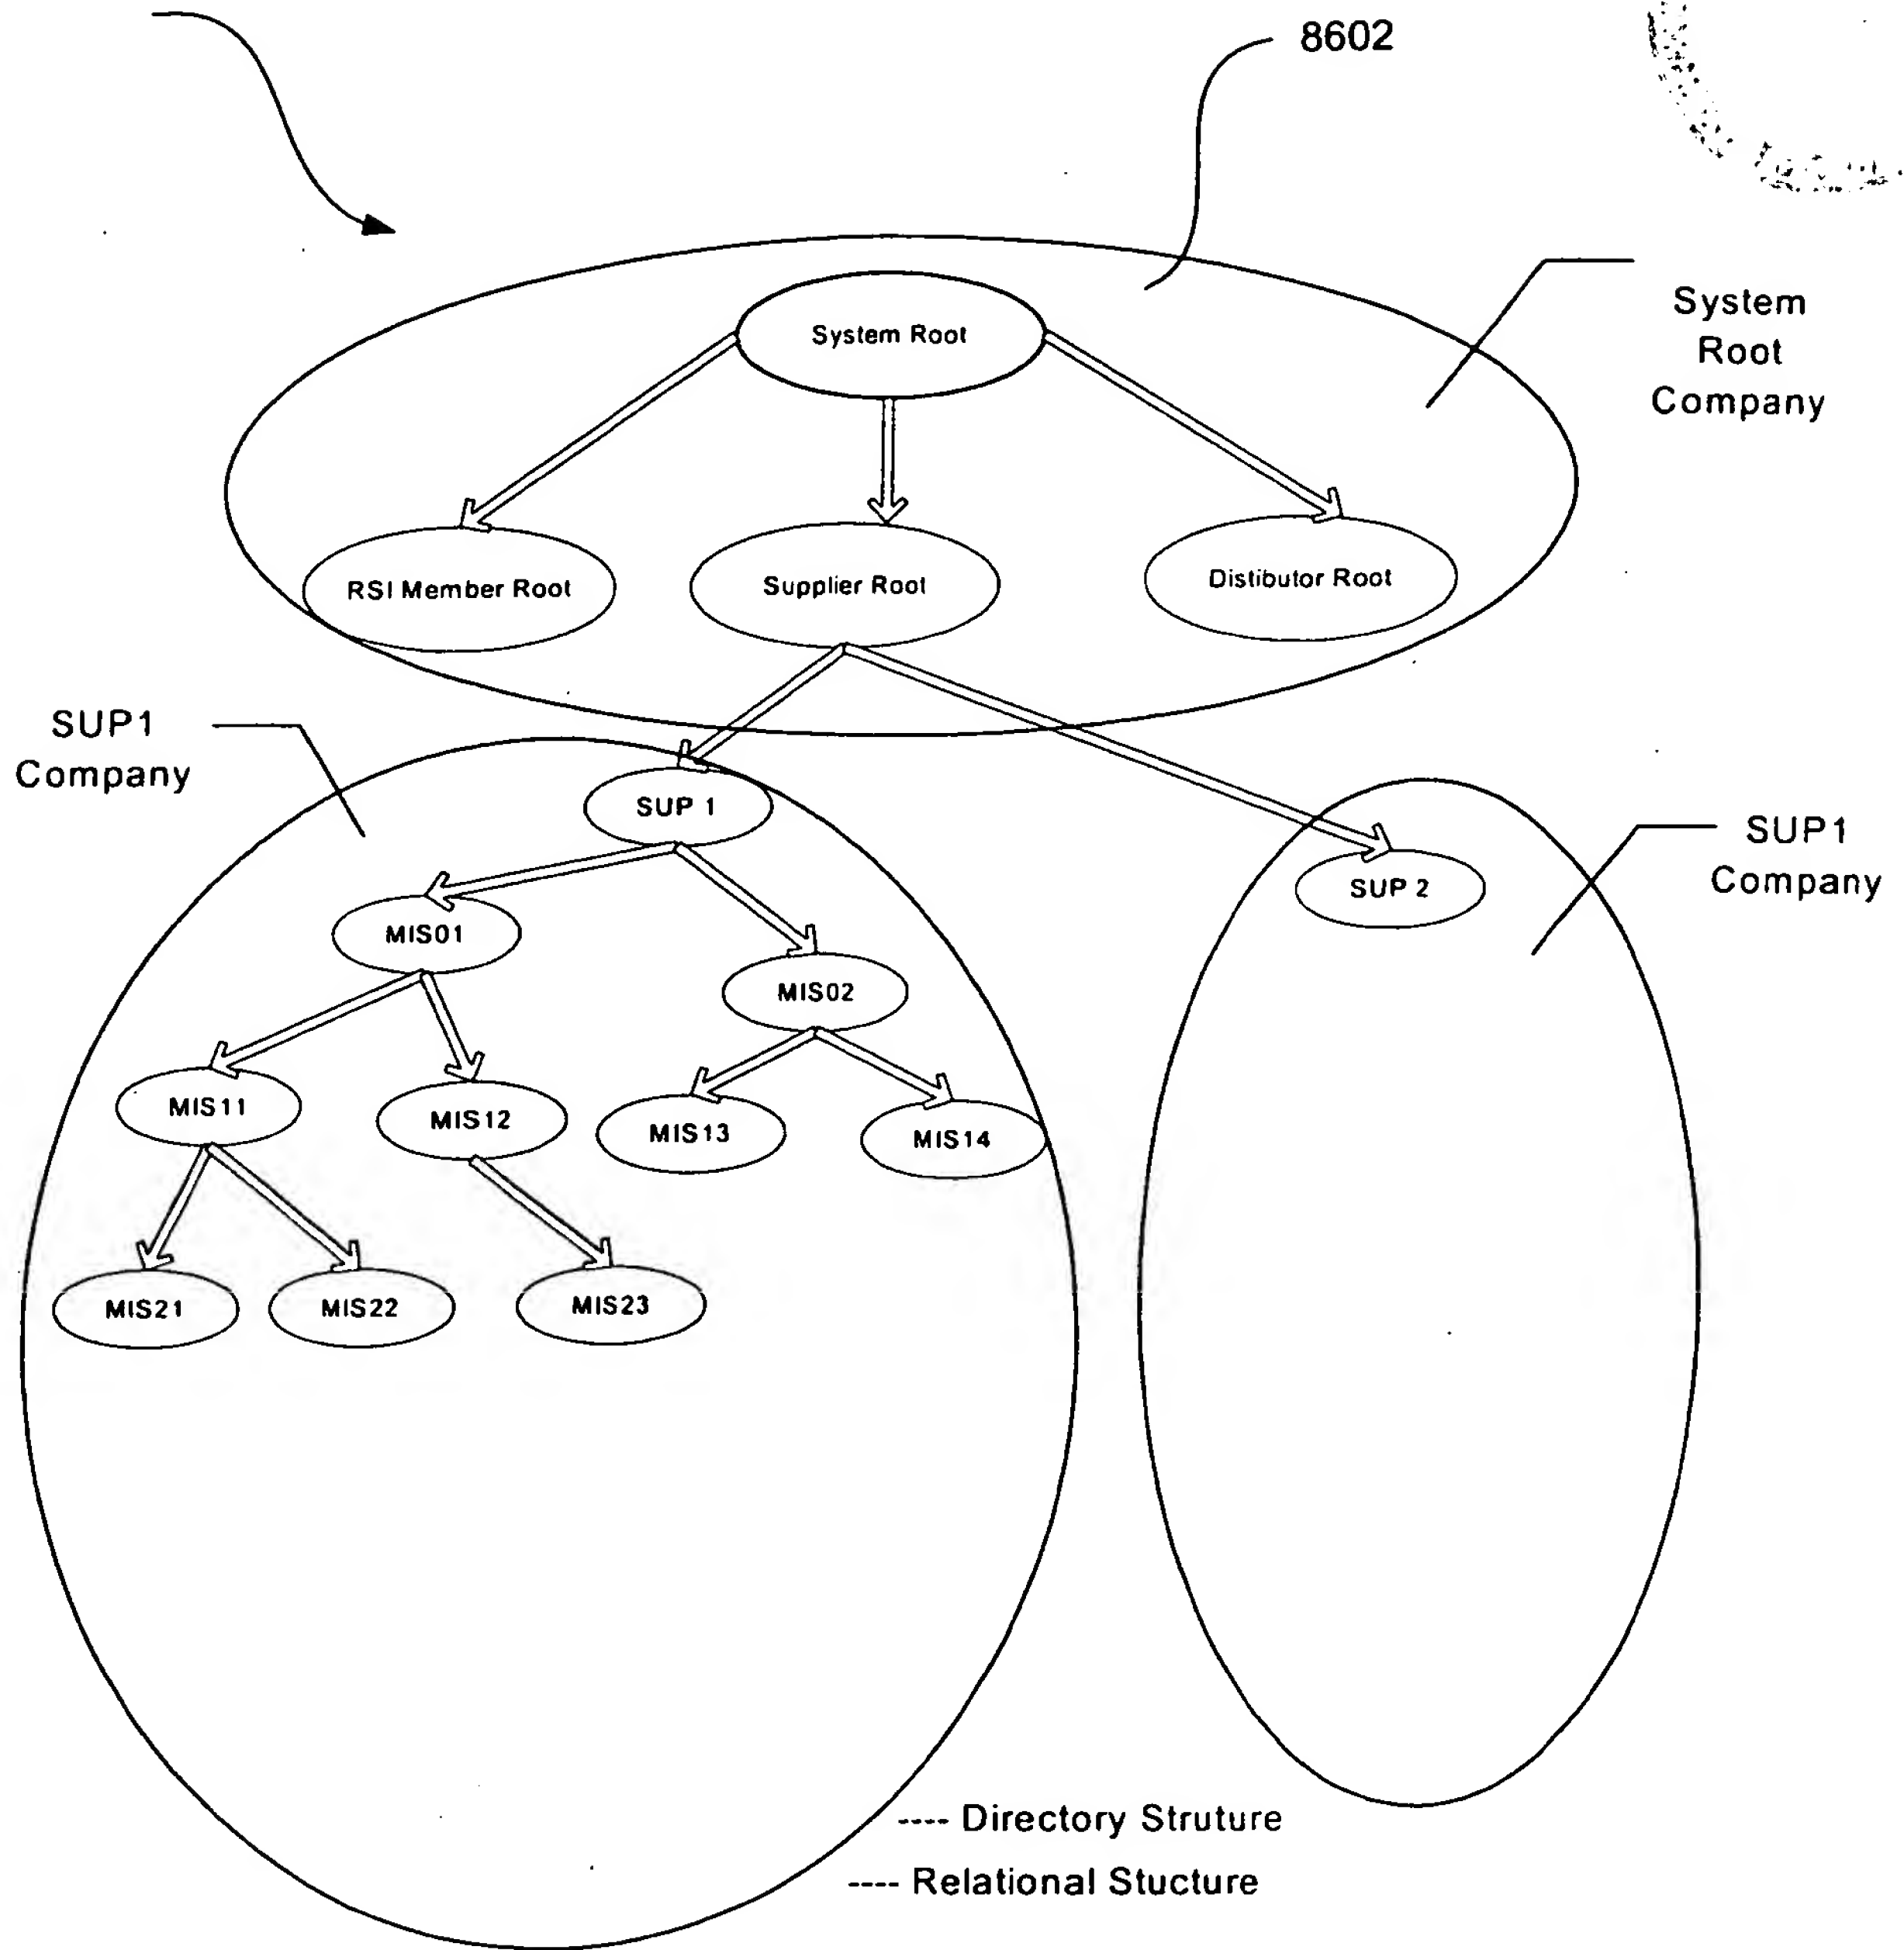 8602
System
Root
Company
System Root
RSI Member Root
Supplier Root
Distibutor Root
SUP1
Company
SUP 1
SUP1
Company
SUP 2
MIS01
MIS02
MIS11
MIS12
MIS13
MIS14
MIS21
MIS22
MIS23
---- Directory Struture
---- Relational Stucture